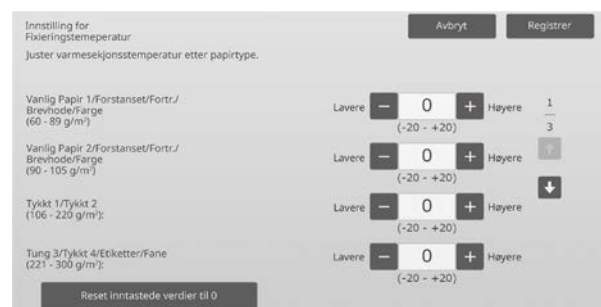 Innstilling for
Fixieringstemeperatur
Avbryt
Registrer
Juster varmesekjonsstemperatur etter papirtype.
Vanlig Papir 1/Forstanset/Fortr./
Brevhode/Farge
(60 - 89 g/m²)
Lavere − 0 + Høyere
(-20 - +20)
1
3
Vanlig Papir 2/Forstanset/Fortr./
Brevhode/Farge
(90 - 105 g/m²)
Lavere − 0 + Høyere
(-20 - +20)
Tykkt 1/Tykkt 2
(106 - 220 g/m²):
Lavere − 0 + Høyere
(-20 - +20)
Tung 3/Tykkt 4/Etiketter/Fane
(221 - 300 g/m²):
Lavere − 0 + Høyere
(-20 - +20)
Reset inntastede verdier til 0